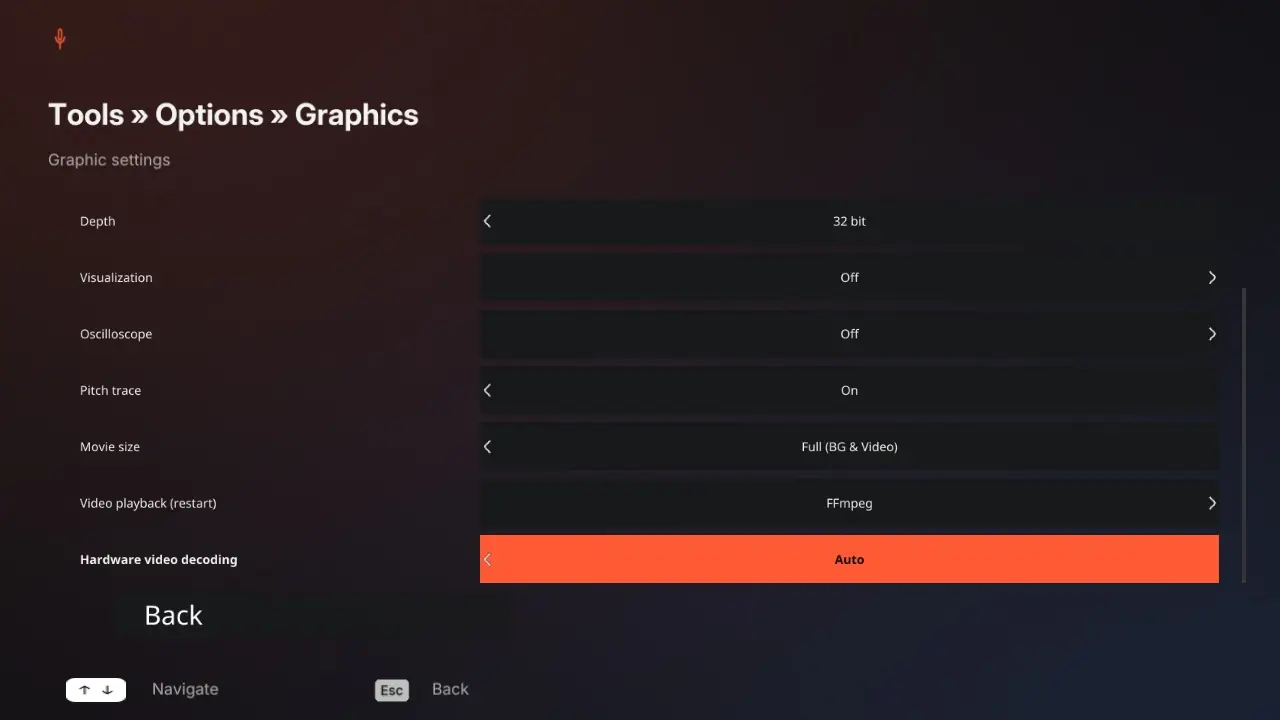 Tools » Options » Graphics
Graphic settings
Depth 32 bit
Visualization Off
Oscilloscope Off
Pitch trace On
Movie size Full (BG & Video)
Video playback (restart) FFmpeg
Hardware video decoding Auto
Back
↑ ↓ Navigate Esc Back